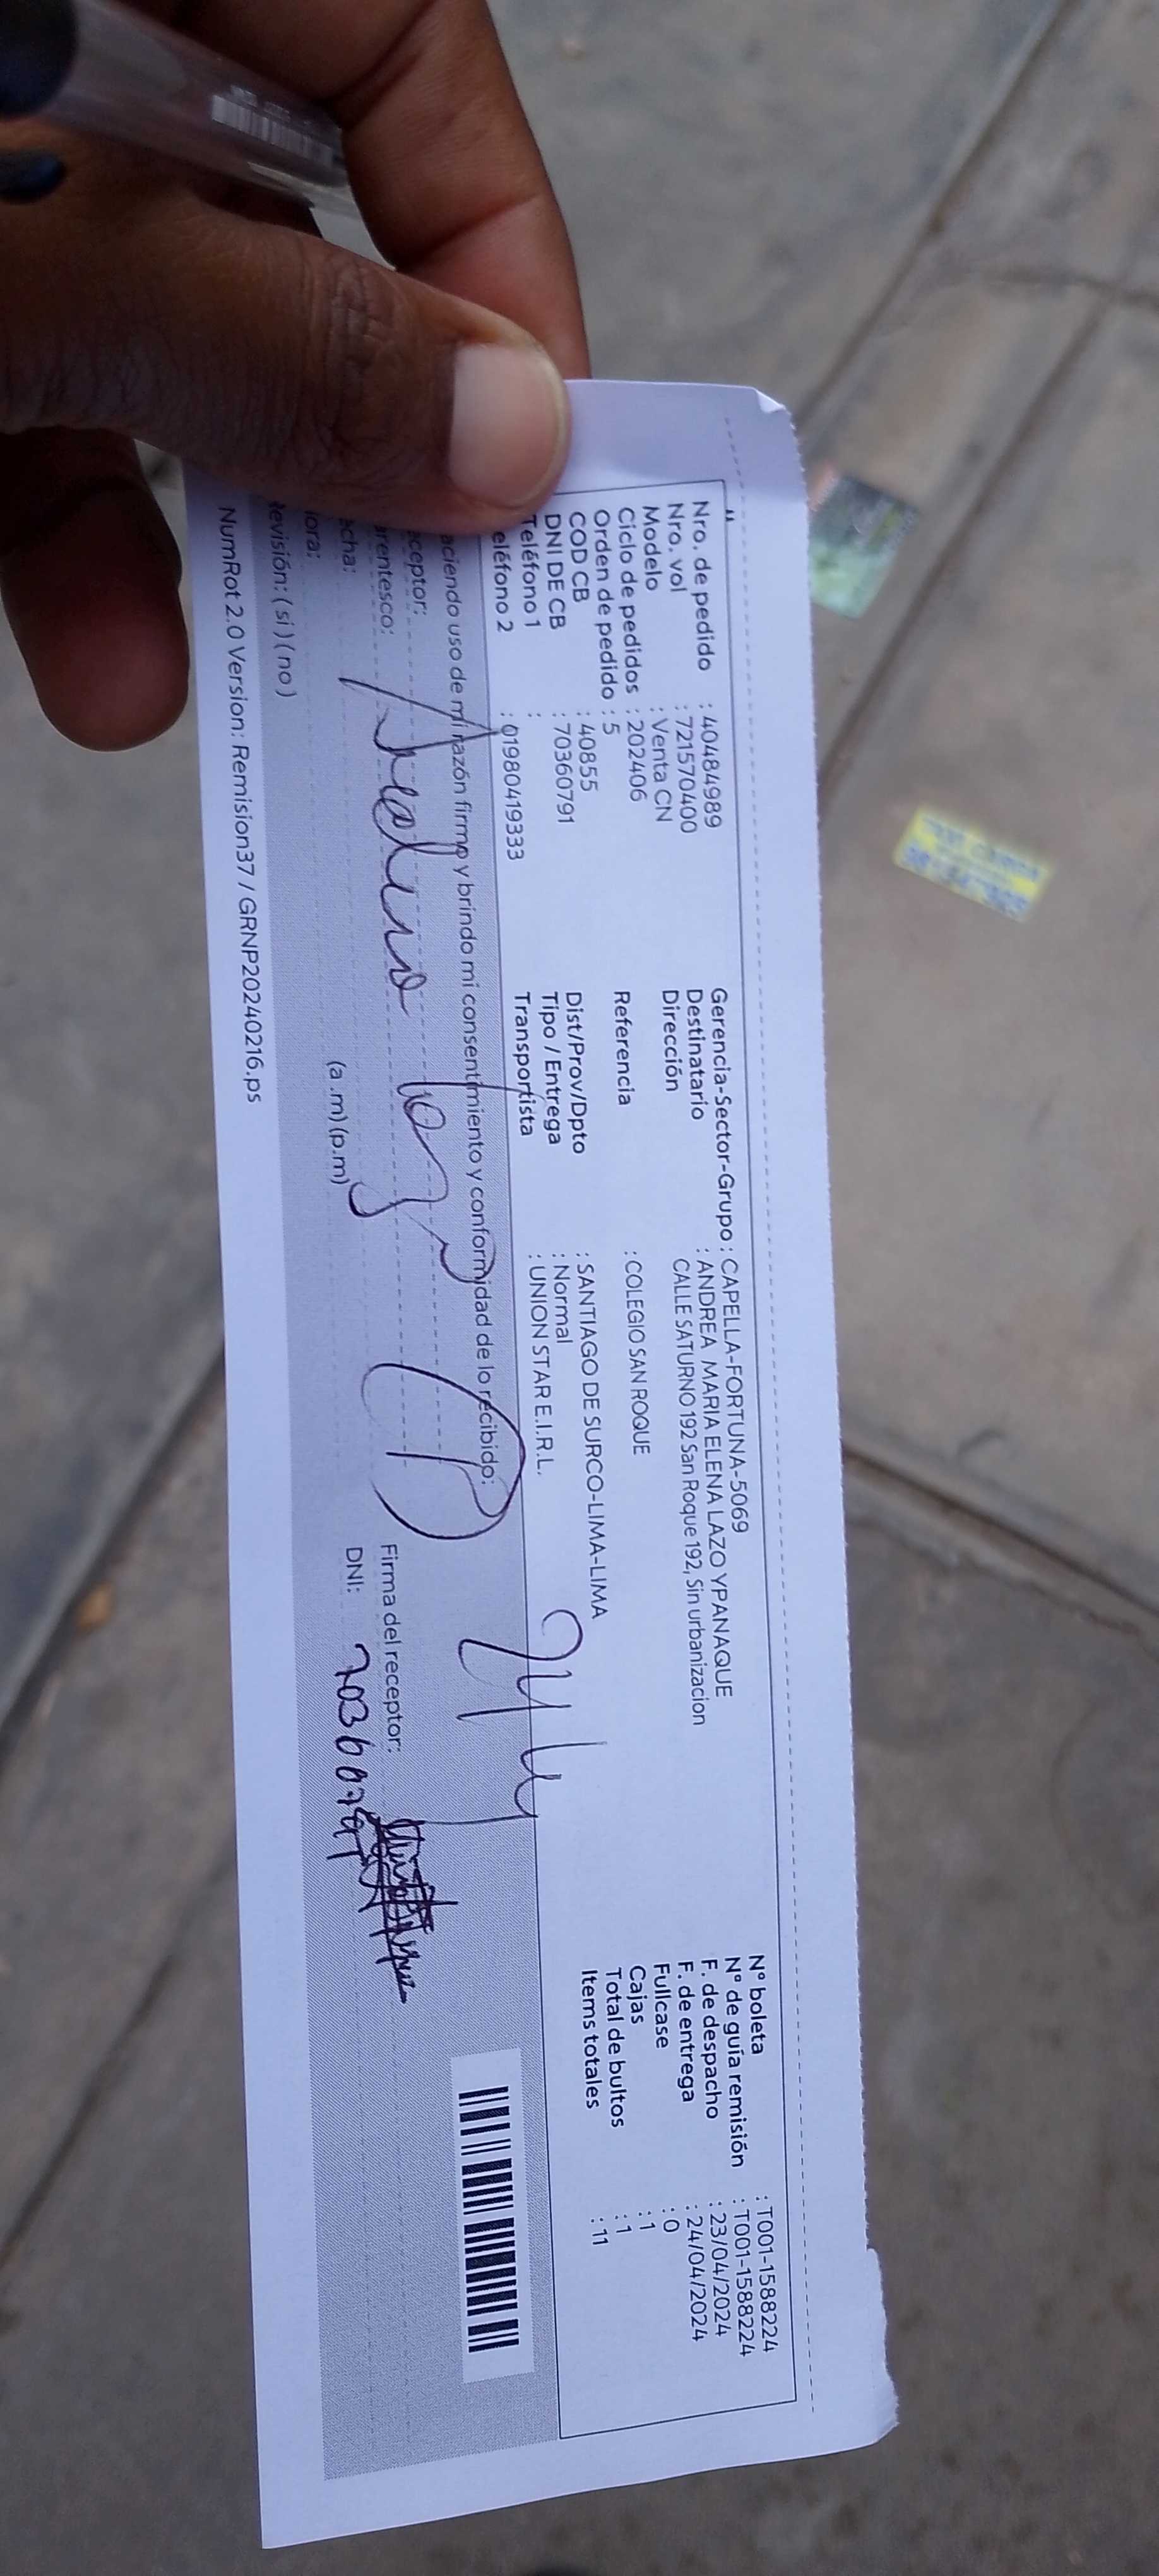 Nro. de pedido : 40484989
Nro. vol : 721570400
Modelo : Venta CN
Ciclo de pedidos : 202406
Orden de pedido : 5
COD CB : 40855
DNI DE CB : 70360791
Teléfono 1 :
eléfono 2 : 01980419333
Gerencia-Sector-Grupo : CAPELLA-FORTUNA-5069
Destinatario : ANDREA MARIA ELENA LAZO YPANAQUE
Dirección CALLE SATURNO 192 San Roque 192, Sin urbanizacion
Referencia : COLEGIO SAN ROQUE
Dist/Prov/Dpto : SANTIAGO DE SURCO-LIMA-LIMA
Tipo / Entrega : Normal
Transportista : UNION STAR E.I.R.L.
N° boleta : T001-1588224
N° de guía remisión : T001-1588224
F. de despacho : 23/04/2024
F. de entrega : 24/04/2024
Fullcase : 0
Cajas : 1
Total de bultos : 1
Items totales : 11
aciendo uso de mi razón firmo y brindo mi consentimiento y conformidad de lo recibido:
eceptor:
arentesco:
echa:
ora: (a .m) (p.m)
evisión: ( si ) ( no )
Firma del receptor:
DNI: 70360791
NumRot 2.0 Version: Remision37 / GRNP20240216.ps